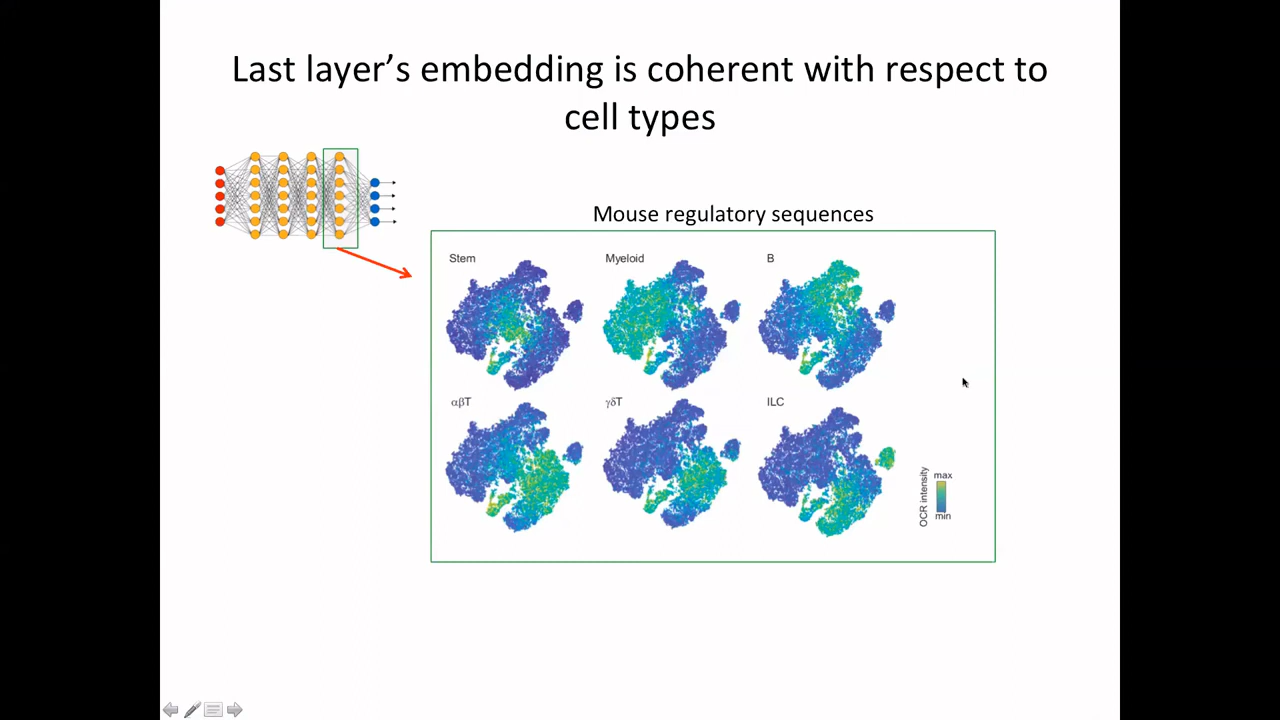 Last layer’s embedding is coherent with respect to
cell types
Mouse regulatory sequences
Stem
Myeloid
B
αβT
γδT
ILC
OCR intensity
max
min